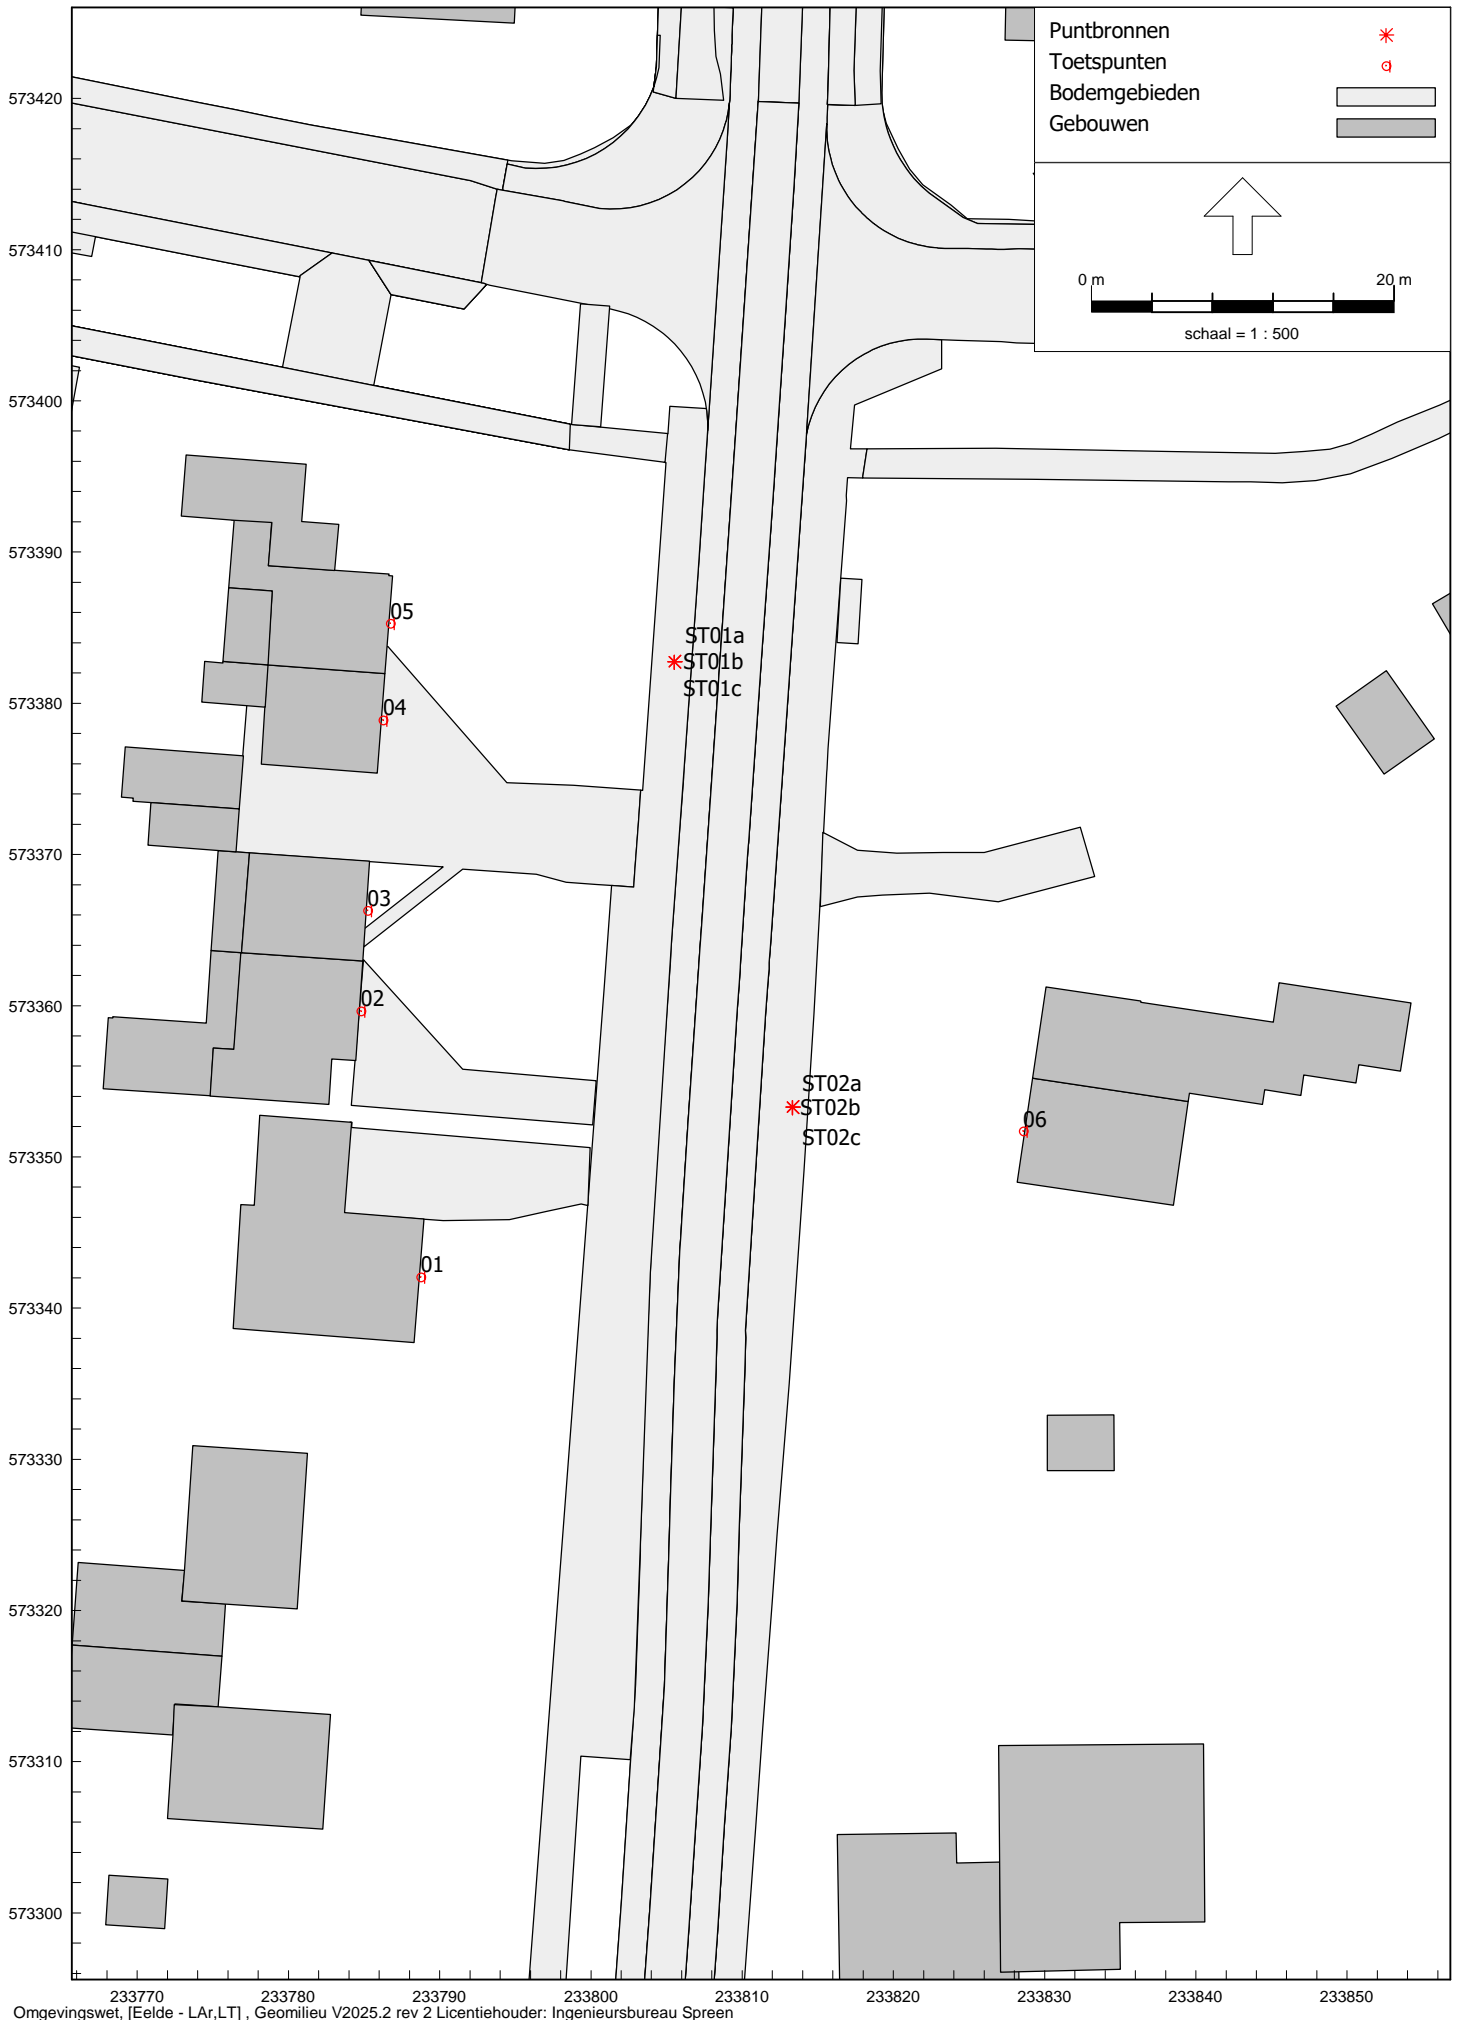 Puntbronnen
Toetspunten
Bodemgebieden
Gebouwen
0 m 20 m
schaal = 1 : 500
573420
573410
573400
573390
573380
573370
573360
573350
573340
573330
573320
573310
573300
05
ST01a
ST01b
ST01c
04
03
02
ST02a
ST02b
ST02c
06
01
233770 233780 233790 233800 233810 233820 233830 233840 233850
Omgevingswet, [Eelde - LAr,LT] , Geomilieu V2025.2 rev 2 Licentiehouder: Ingenieursbureau Spreen